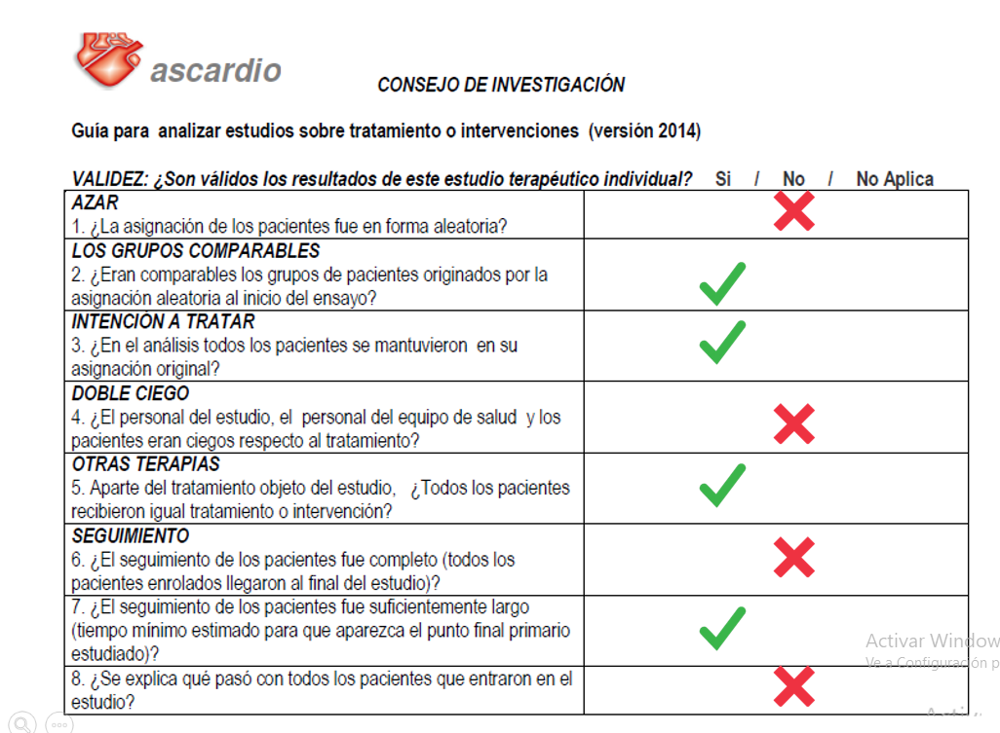 ascardio
CONSEJO DE INVESTIGACIÓN
Guía para analizar estudios sobre tratamiento o intervenciones (versión 2014)
VALIDEZ: ¿Son válidos los resultados de este estudio terapéutico individual? Si / No / No Aplica
AZAR
1. ¿La asignación de los pacientes fue en forma aleatoria?
LOS GRUPOS COMPARABLES
2. ¿Eran comparables los grupos de pacientes originados por la
asignación aleatoria al inicio del ensayo?
INTENCIÓN A TRATAR
3. ¿En el análisis todos los pacientes se mantuvieron en su
asignación original?
DOBLE CIEGO
4. ¿El personal del estudio, el personal del equipo de salud y los
pacientes eran ciegos respecto al tratamiento?
OTRAS TERAPIAS
5. Aparte del tratamiento objeto del estudio, ¿Todos los pacientes
recibieron igual tratamiento o intervención?
SEGUIMIENTO
6. ¿El seguimiento de los pacientes fue completo (todos los
pacientes enrolados llegaron al final del estudio)?
7. ¿El seguimiento de los pacientes fue suficientemente largo
(tiempo mínimo estimado para que aparezca el punto final primario
estudiado)?
8. ¿Se explica qué pasó con todos los pacientes que entraron en el
estudio?
Activar Window
Ve a Configuración p